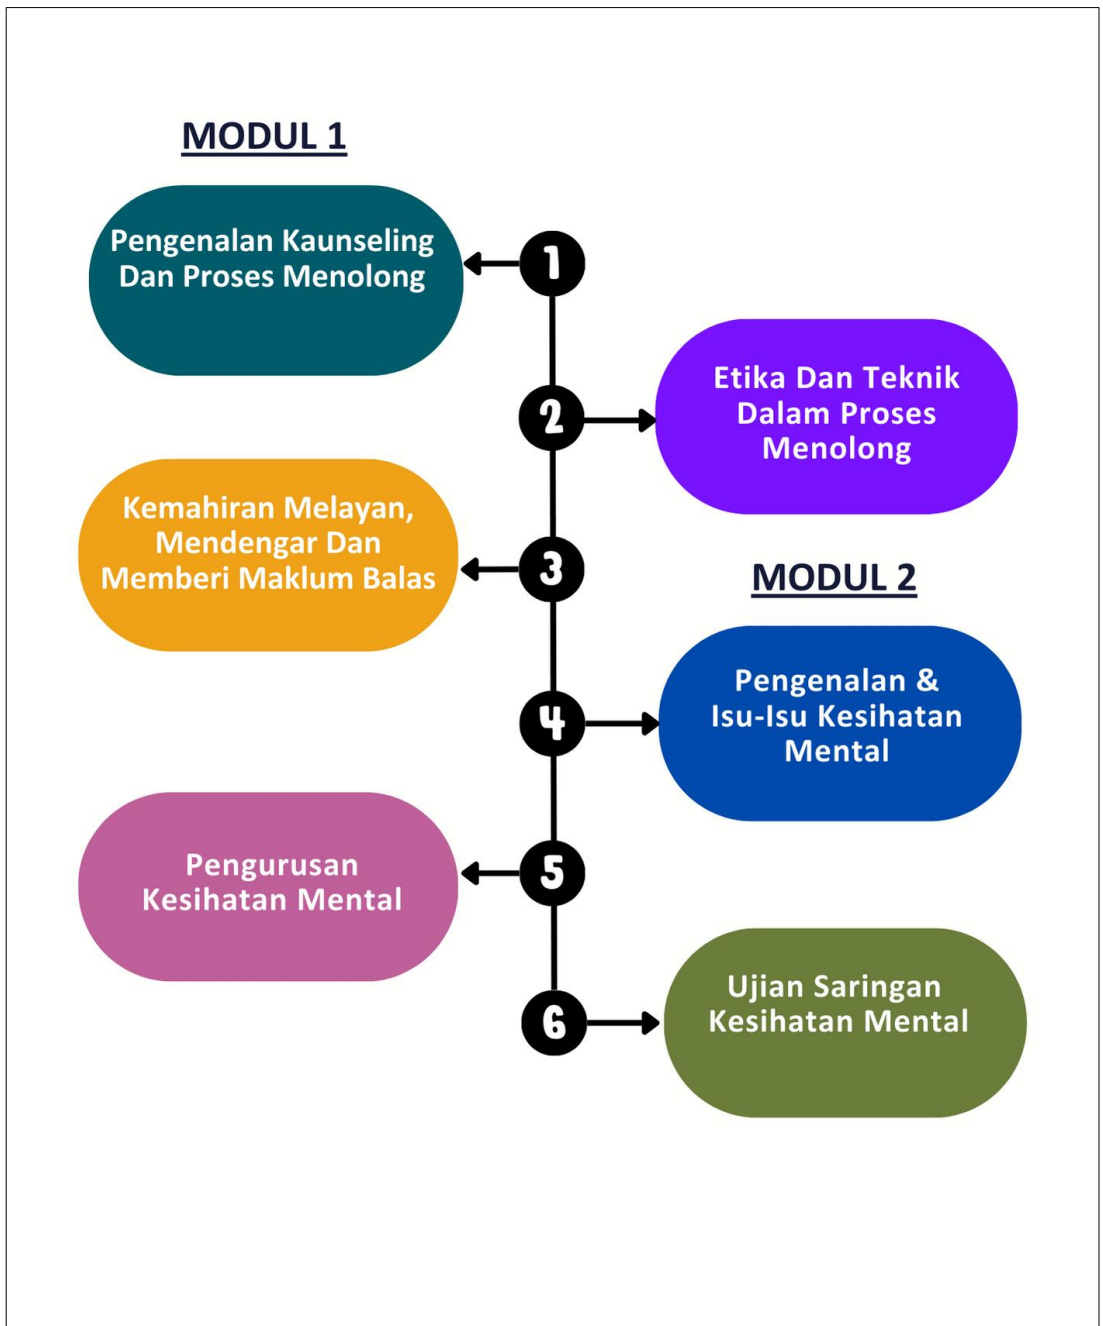 MODUL 1
Pengenalan Kaunseling
Dan Proses Menolong
1
2
Etika Dan Teknik
Dalam Proses
Menolong
Kemahiran Melayan,
Mendengar Dan
Memberi Maklum Balas
3
MODUL 2
4
Pengenalan &
Isu-Isu Kesihatan
Mental
Pengurusan
Kesihatan Mental
5
6
Ujian Saringan
Kesihatan Mental